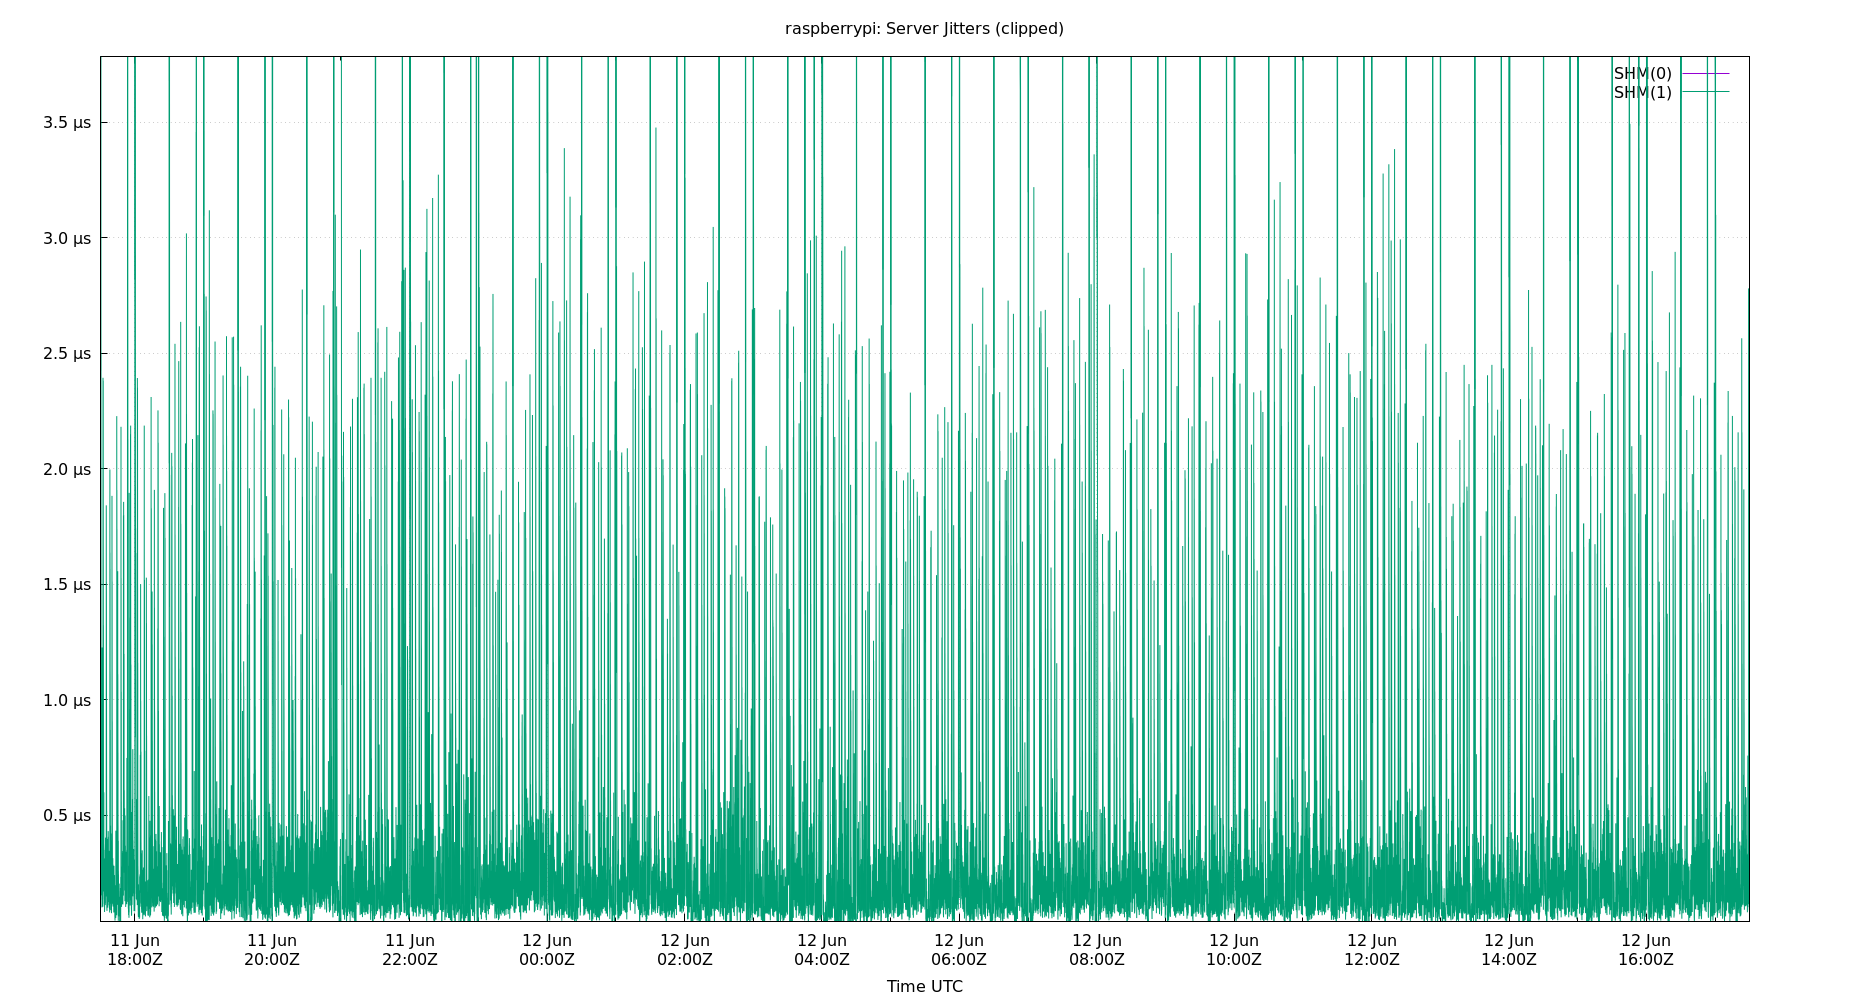 raspberrypi: Server Jitters (clipped)
SHM(0)
SHM(1)
3.5 µs
3.0 µs
2.5 µs
2.0 µs
1.5 µs
1.0 µs
0.5 µs
11 Jun 11 Jun 11 Jun 12 Jun 12 Jun 12 Jun 12 Jun 12 Jun 12 Jun 12 Jun 12 Jun 12 Jun
18:00Z 20:00Z 22:00Z 00:00Z 02:00Z 04:00Z 06:00Z 08:00Z 10:00Z 12:00Z 14:00Z 16:00Z
Time UTC